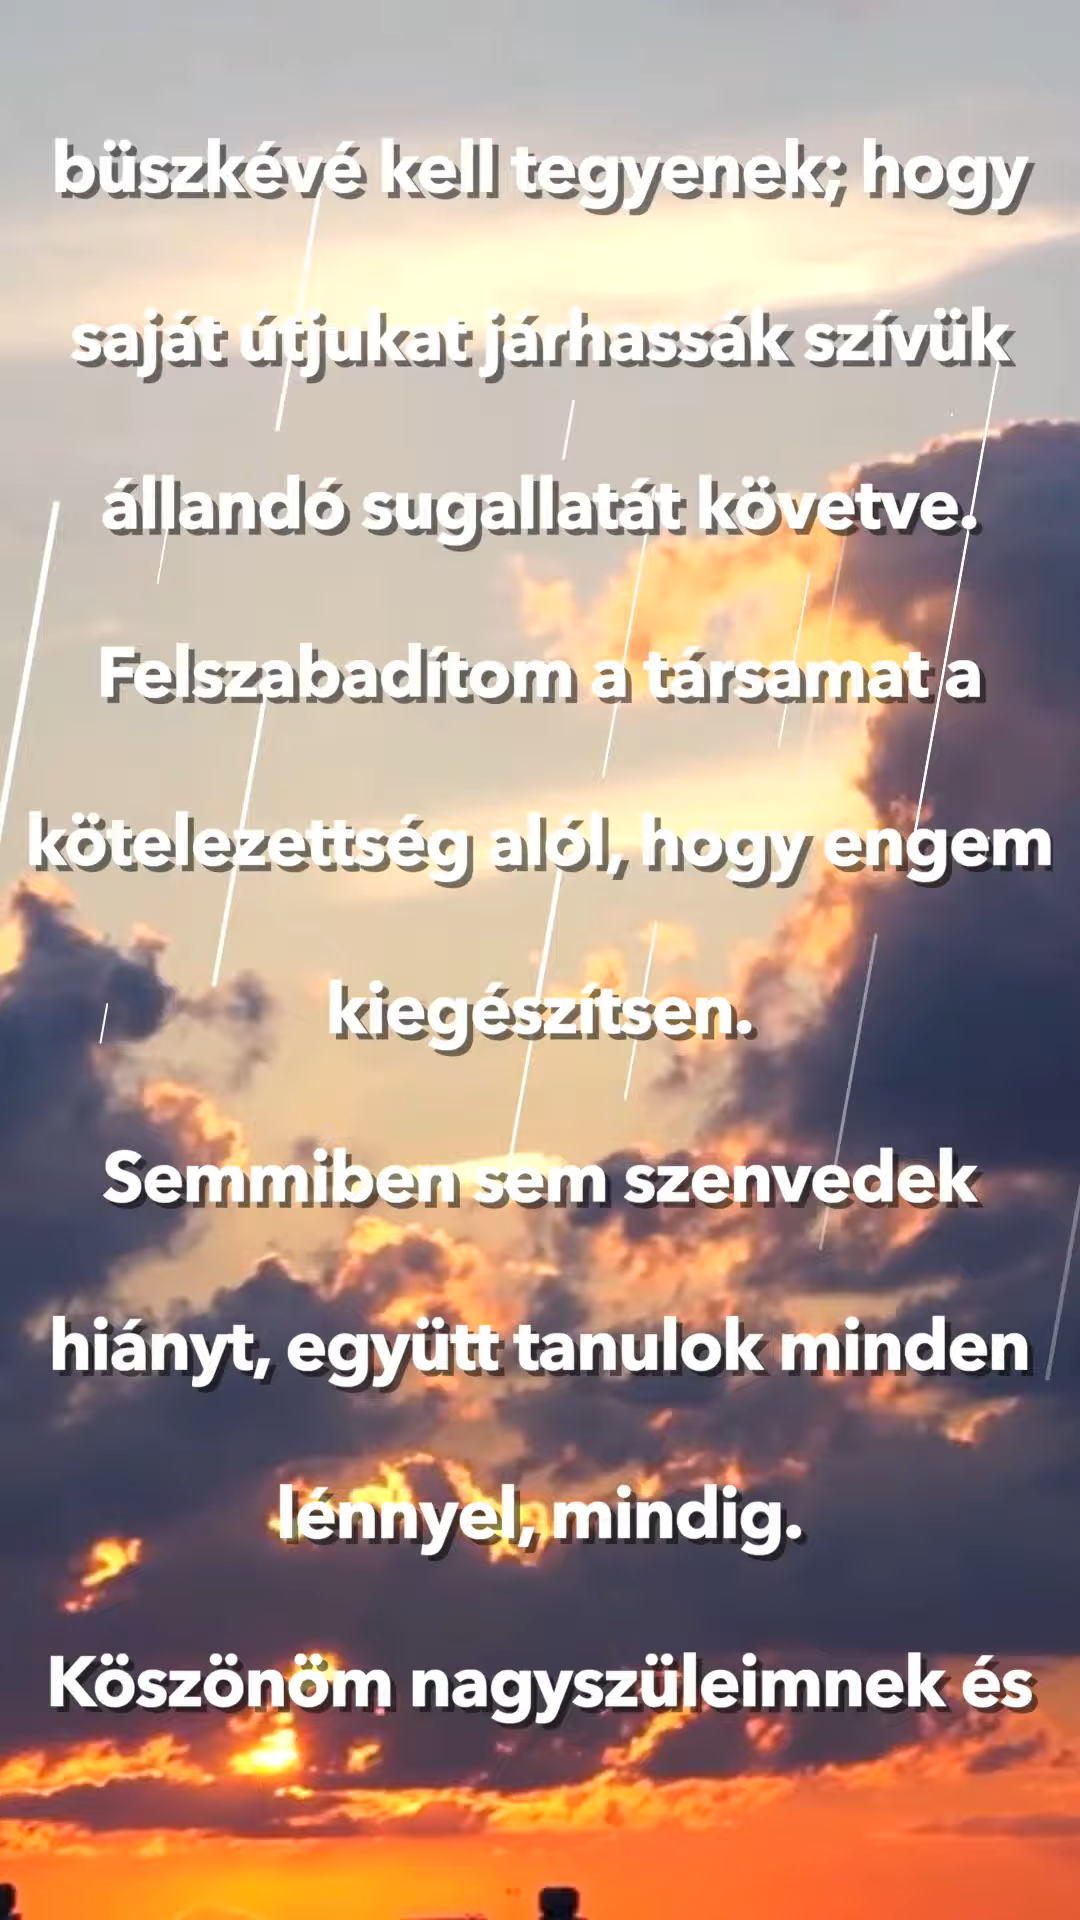 büszkévé kell tegyenek; hogy
saját útjukat járhassák szívük
állandó sugallatát követve.
Felszabadítom a társamat a
kötelezettség alól, hogy engem
kiegészítsen.
Semmiben sem szenvedek
hiányt, együtt tanulok minden
lénnyel, mindig.
Köszönöm nagyszüleimnek és